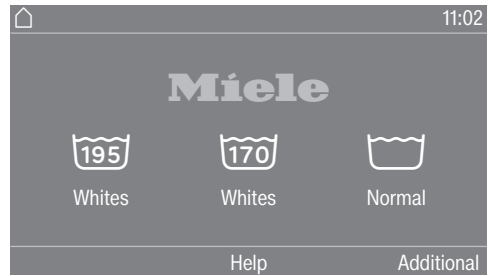 11:02
Miele
195 170
Whites Whites Normal
Help Additional